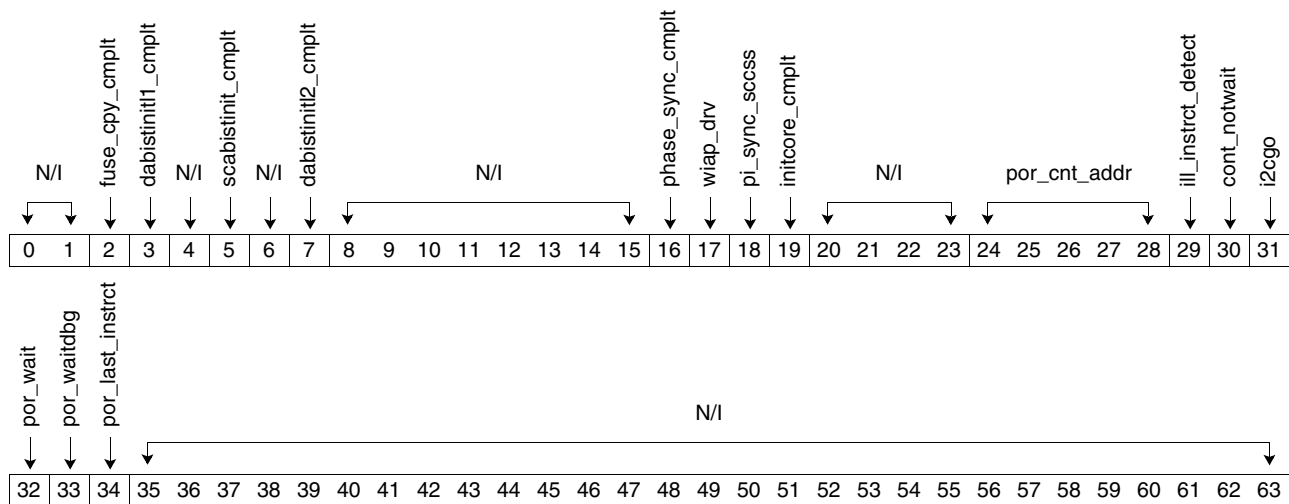 N/I
fuse_cpy_cmplt
dabistinitl1_cmplt
N/I
scabistinit_cmplt
N/I
dabistinitl2_cmplt
N/I
phase_sync_cmplt
wiap_drv
pi_sync_sccss
initcore_cmplt
N/I
por_cnt_addr
ill_instrct_detect
cont_notwait
i2cgo
0 1 2 3 4 5 6 7 8 9 10 11 12 13 14 15 16 17 18 19 20 21 22 23 24 25 26 27 28 29 30 31
por_wait
por_waitdbg
por_last_instrct
N/I
32 33 34 35 36 37 38 39 40 41 42 43 44 45 46 47 48 49 50 51 52 53 54 55 56 57 58 59 60 61 62 63